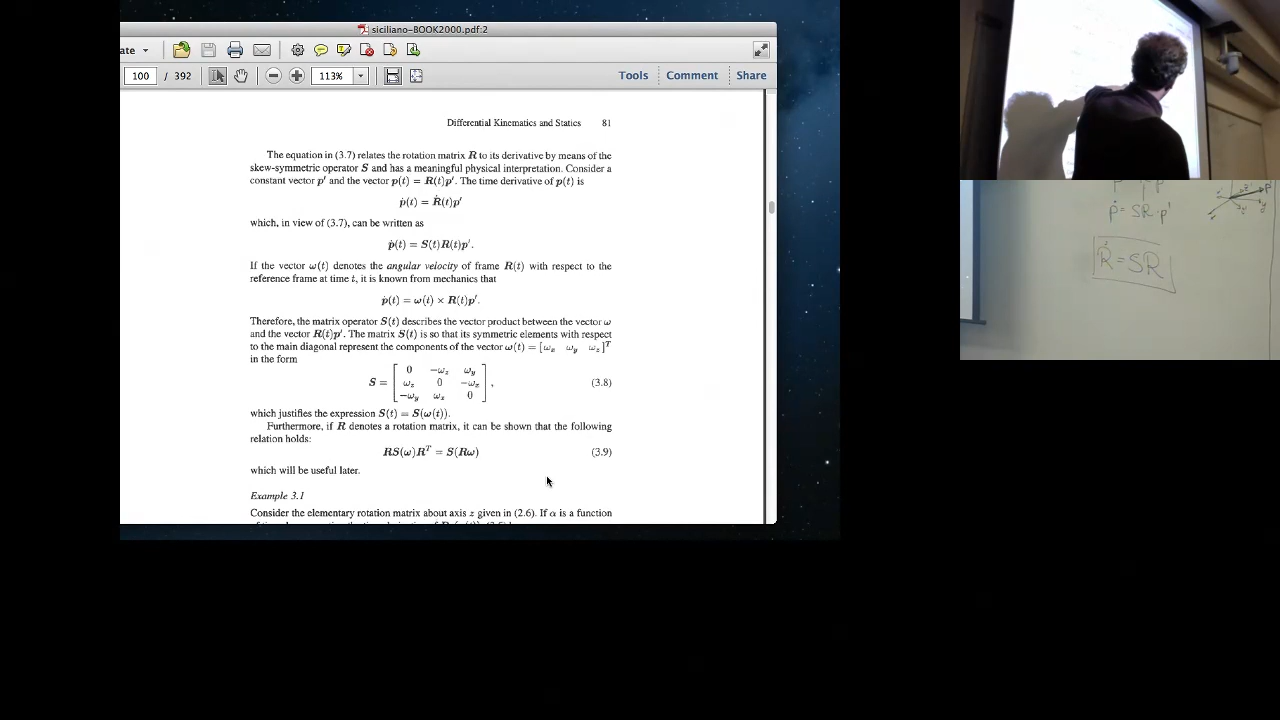 siciliano-BOOK2000.pdf:2
ate
100 / 392 113% Tools Comment Share
Differential Kinematics and Statics 81
The equation in (3.7) relates the rotation matrix R to its derivative by means of the
skew-symmetric operator S and has a meaningful physical interpretation. Consider a
constant vector p′ and the vector p(t) = R(t)p′. The time derivative of p(t) is
ṗ(t) = Ṙ(t)p′
which, in view of (3.7), can be written as
ṗ(t) = S(t)R(t)p′.
If the vector ω(t) denotes the angular velocity of frame R(t) with respect to the
reference frame at time t, it is known from mechanics that
ṗ(t) = ω(t) × R(t)p′.
Therefore, the matrix operator S(t) describes the vector product between the vector ω
and the vector R(t)p′. The matrix S(t) is so that its symmetric elements with respect
to the main diagonal represent the components of the vector ω(t) = [ωx ωy ωz]T
in the form
0 −ωz ωy
S = ωz 0 −ωx , (3.8)
−ωy ωx 0
which justifies the expression S(t) = S(ω(t)).
Furthermore, if R denotes a rotation matrix, it can be shown that the following
relation holds:
RS(ω)RT = S(Rω) (3.9)
which will be useful later.
Example 3.1
Consider the elementary rotation matrix about axis z given in (2.6). If α is a function
ṗ = SR·p′
Ṙ = SR